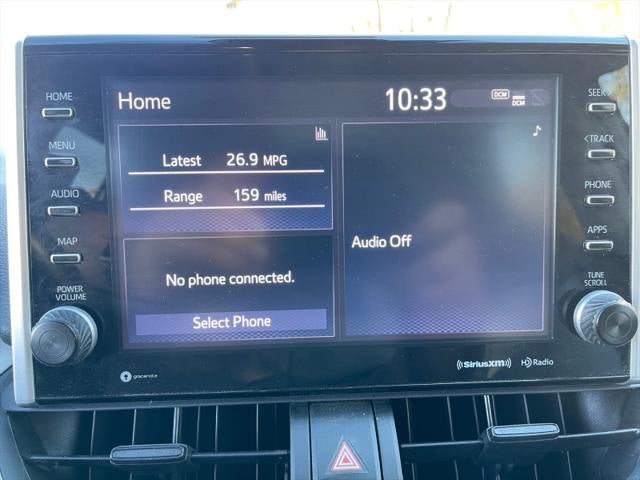 HOME
MENU
AUDIO
MAP
POWER
VOLUME
Home
10:33
DCM
DCM
Latest 26.9 MPG
Range 159 miles
No phone connected.
Select Phone
Audio Off
SEEK>
<TRACK
PHONE
APPS
TUNE
SCROLL
gracenote
((SiriusXM))
HD Radio